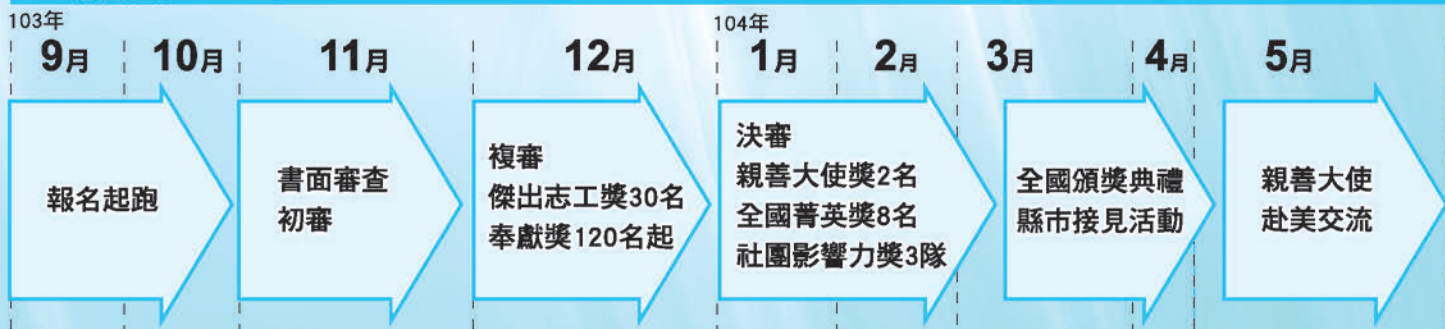 103年
104年
9月
10月
11月
12月
1月
2月
3月
4月
5月
報名起跑
書面審查
初審
複審
傑出志工獎30名
奉獻獎120名起
決審
親善大使獎2名
全國菁英獎8名
社團影響力獎3隊
全國頒獎典禮
縣市接見活動
親善大使
赴美交流